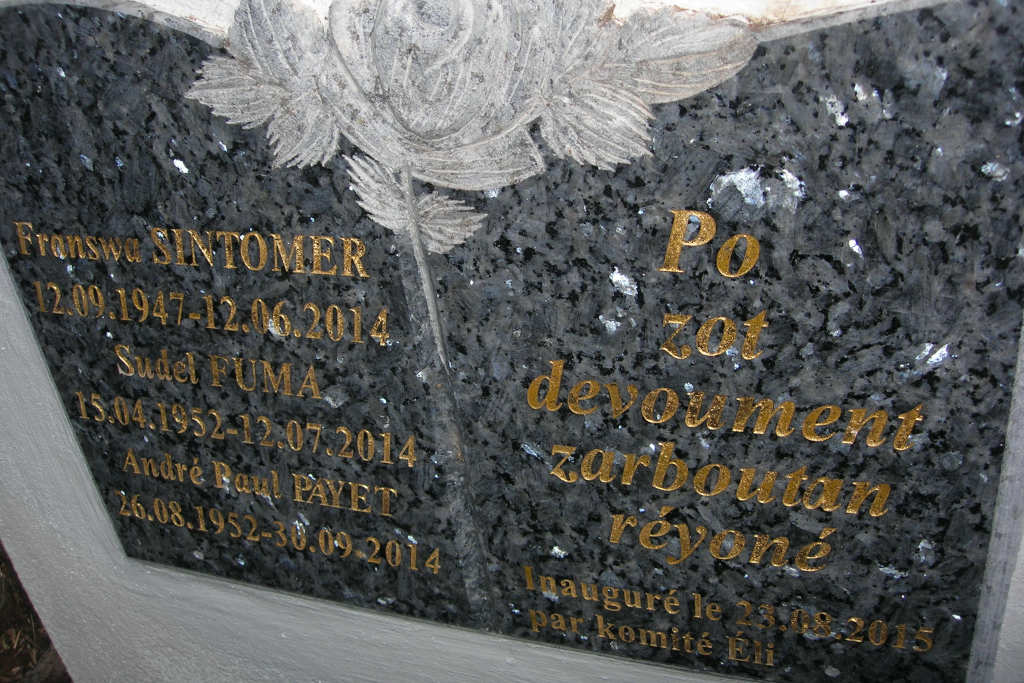 Franswa SINTOMER
12.09.1947-12.06.2014
Sudel FUMA
15.04.1952-12.07.2014
André Paul PAYET
26.08.1952-30.09.2014
Po
zot
devoument
zarboutan
réyoné
Inauguré le 23.08.2015
par komité Éli